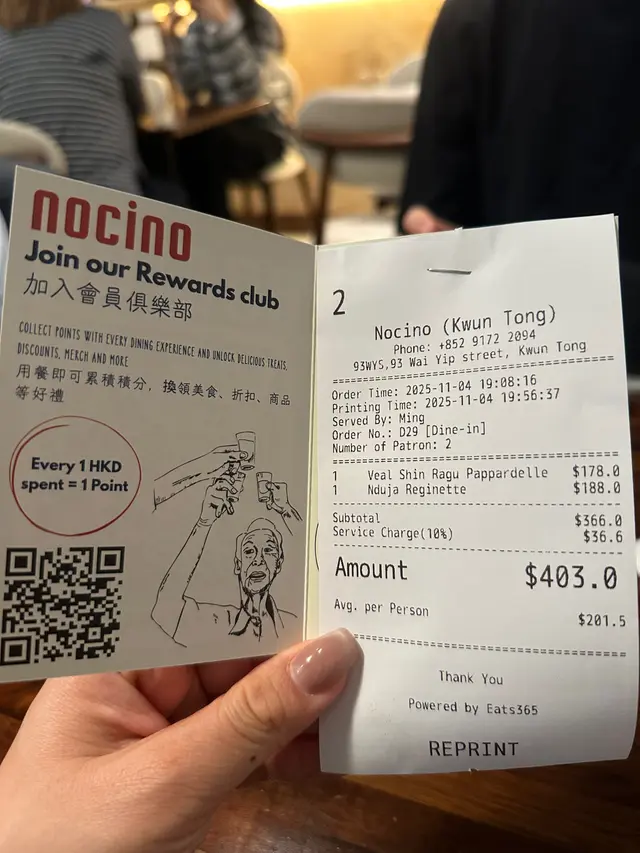 nocino
Join our Rewards club
加入會員俱樂部
COLLECT POINTS WITH EVERY DINING EXPERIENCE AND UNLOCK DELICIOUS TREATS,
DISCOUNTS, MERCH AND MORE
用餐即可累積積分，換領美食、折扣、商品
等好禮
Every 1 HKD
spent = 1 Point
2
Nocino (Kwun Tong)
Phone: +852 9172 2094
93WYS,93 Wai Yip street, Kwun Tong
Order Time: 2025-11-04 19:08:16
Printing Time: 2025-11-04 19:56:37
Served By: Ming
Order No.: D29 [Dine-in]
Number of Patron: 2
1 Veal Shin Ragu Pappardelle $178.0
1 Nduja Reginette $188.0
Subtotal $366.0
Service Charge(10%) $36.6
Amount $403.0
Avg. per Person $201.5
Thank You
Powered by Eats365
REPRINT